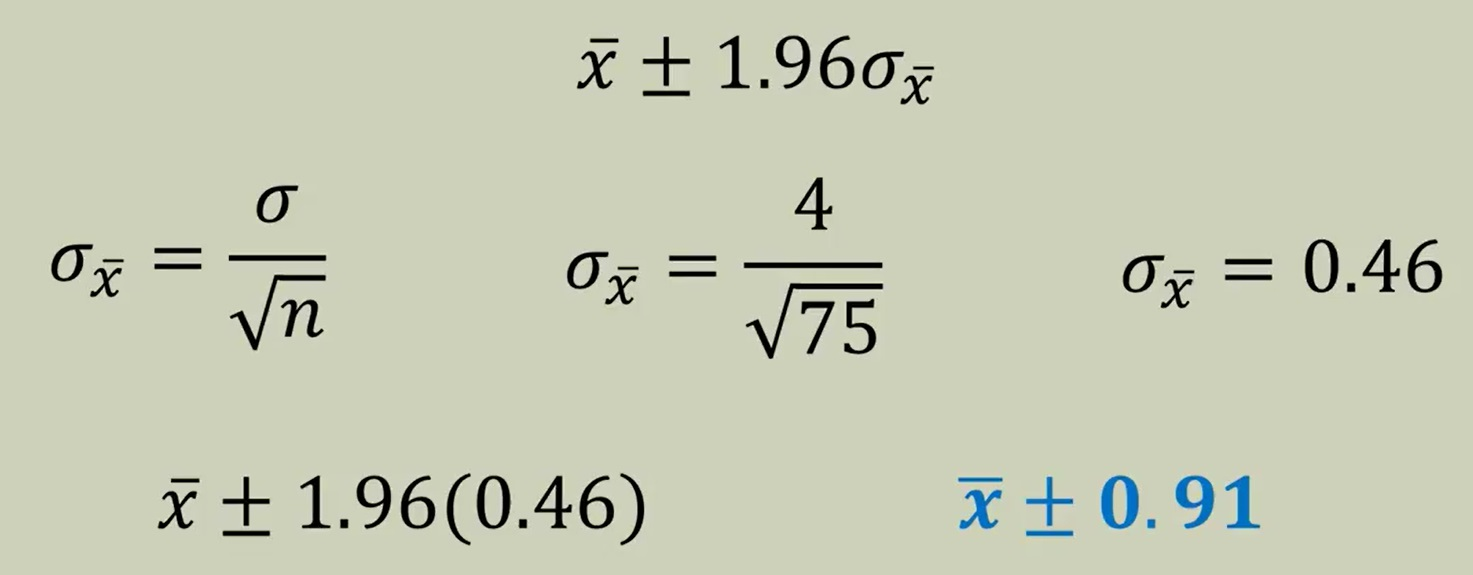 x̄ ± 1.96σ_x̄
σ_x̄ = σ/√n    σ_x̄ = 4/√75    σ_x̄ = 0.46
x̄ ± 1.96(0.46)    x̄ ± 0.91